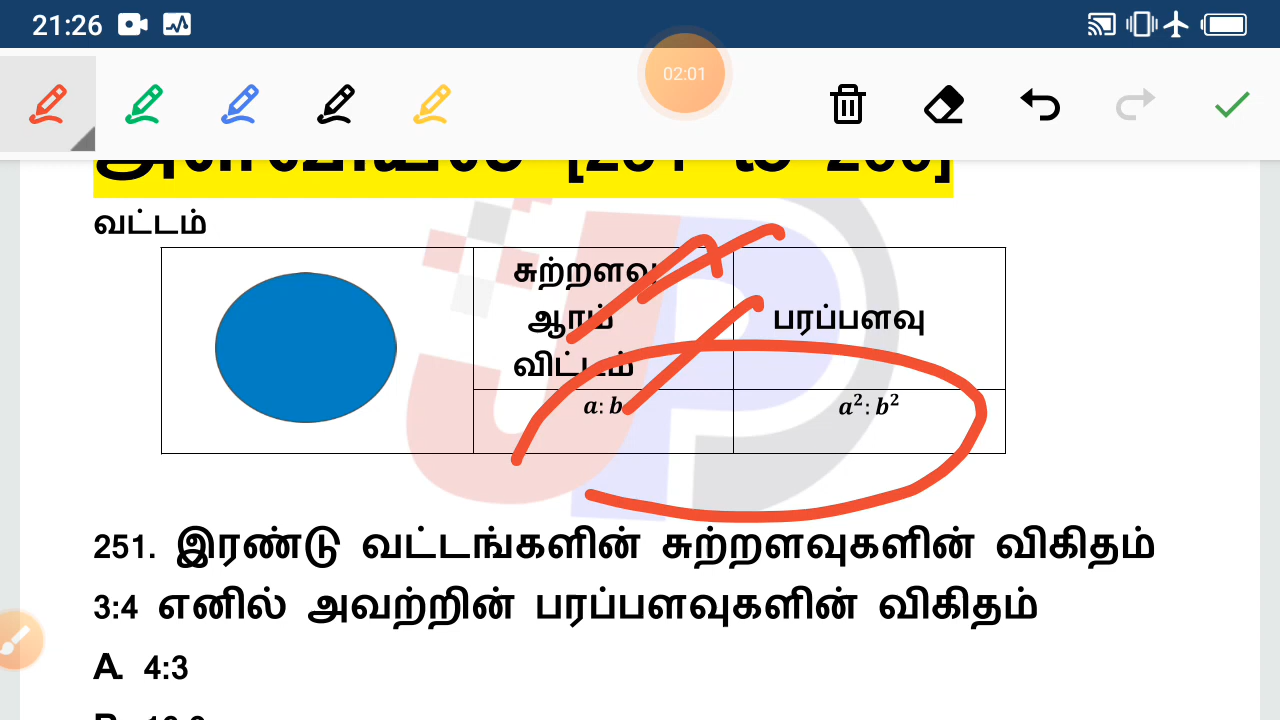 21:26
02:01
வட்டம்
சுற்றளவு
ஆரம்
விட்டம்
பரப்பளவு
a: b
a²: b²
251. இரண்டு வட்டங்களின் சுற்றளவுகளின் விகிதம்
3:4 எனில் அவற்றின் பரப்பளவுகளின் விகிதம்
A. 4:3